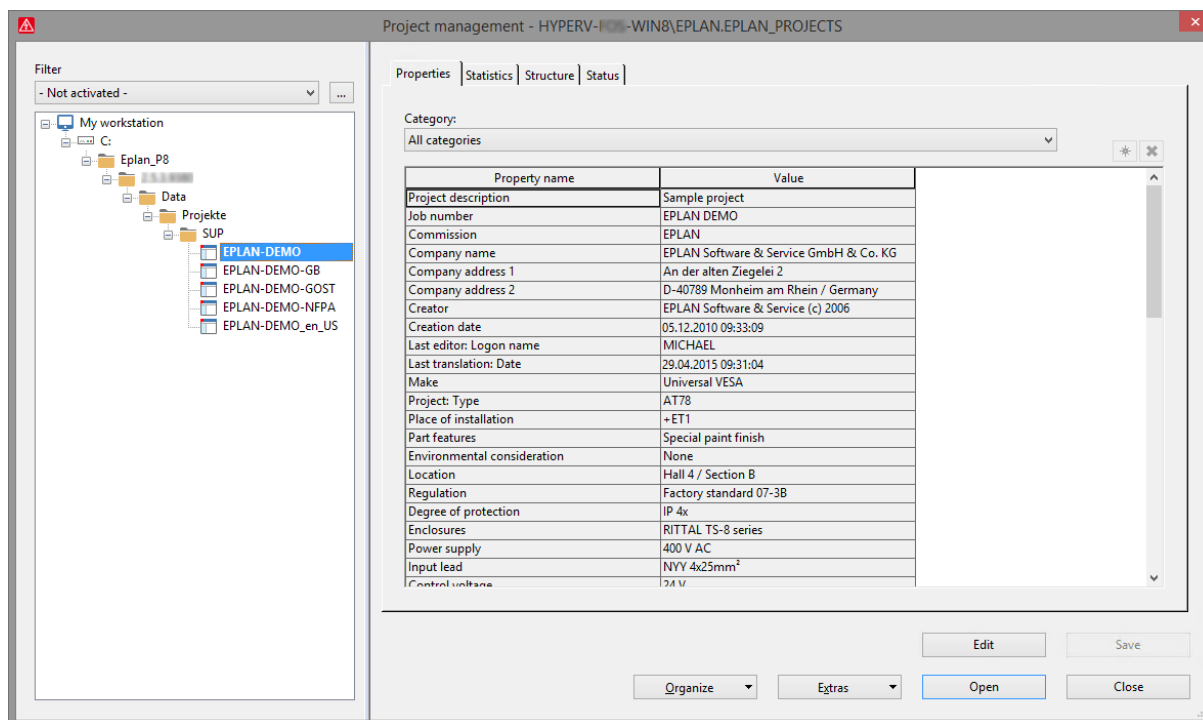 Project management - HYPERV- -WIN8\EPLAN.EPLAN_PROJECTS
Filter
- Not activated -
...
My workstation
C:
Eplan_P8
Data
Projekte
SUP
EPLAN-DEMO
EPLAN-DEMO-GB
EPLAN-DEMO-GOST
EPLAN-DEMO-NFPA
EPLAN-DEMO_en_US
Properties Statistics Structure Status
Category:
All categories
Property name Value
Project description Sample project
Job number EPLAN DEMO
Commission EPLAN
Company name EPLAN Software & Service GmbH & Co. KG
Company address 1 An der alten Ziegelei 2
Company address 2 D-40789 Monheim am Rhein / Germany
Creator EPLAN Software & Service (c) 2006
Creation date 05.12.2010 09:33:09
Last editor: Logon name MICHAEL
Last translation: Date 29.04.2015 09:31:04
Make Universal VESA
Project: Type AT78
Place of installation +ET1
Part features Special paint finish
Environmental consideration None
Location Hall 4 / Section B
Regulation Factory standard 07-3B
Degree of protection IP 4x
Enclosures RITTAL TS-8 series
Power supply 400 V AC
Input lead NYY 4x25mm²
Control voltage 24 V
Edit Save
Organize Extras Open Close